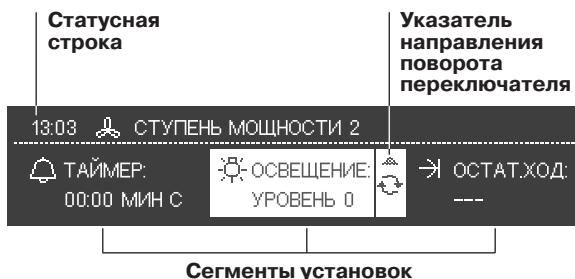 Статусная
строка
Указатель
направления
поворота
переключателя
13:03 СТУПЕНЬ МОЩНОСТИ 2
ТАЙМЕР: ОСВЕЩЕНИЕ: ОСТАТ.ХОД:
00:00 МИН С УРОВЕНЬ 0 ---
Сегменты установок